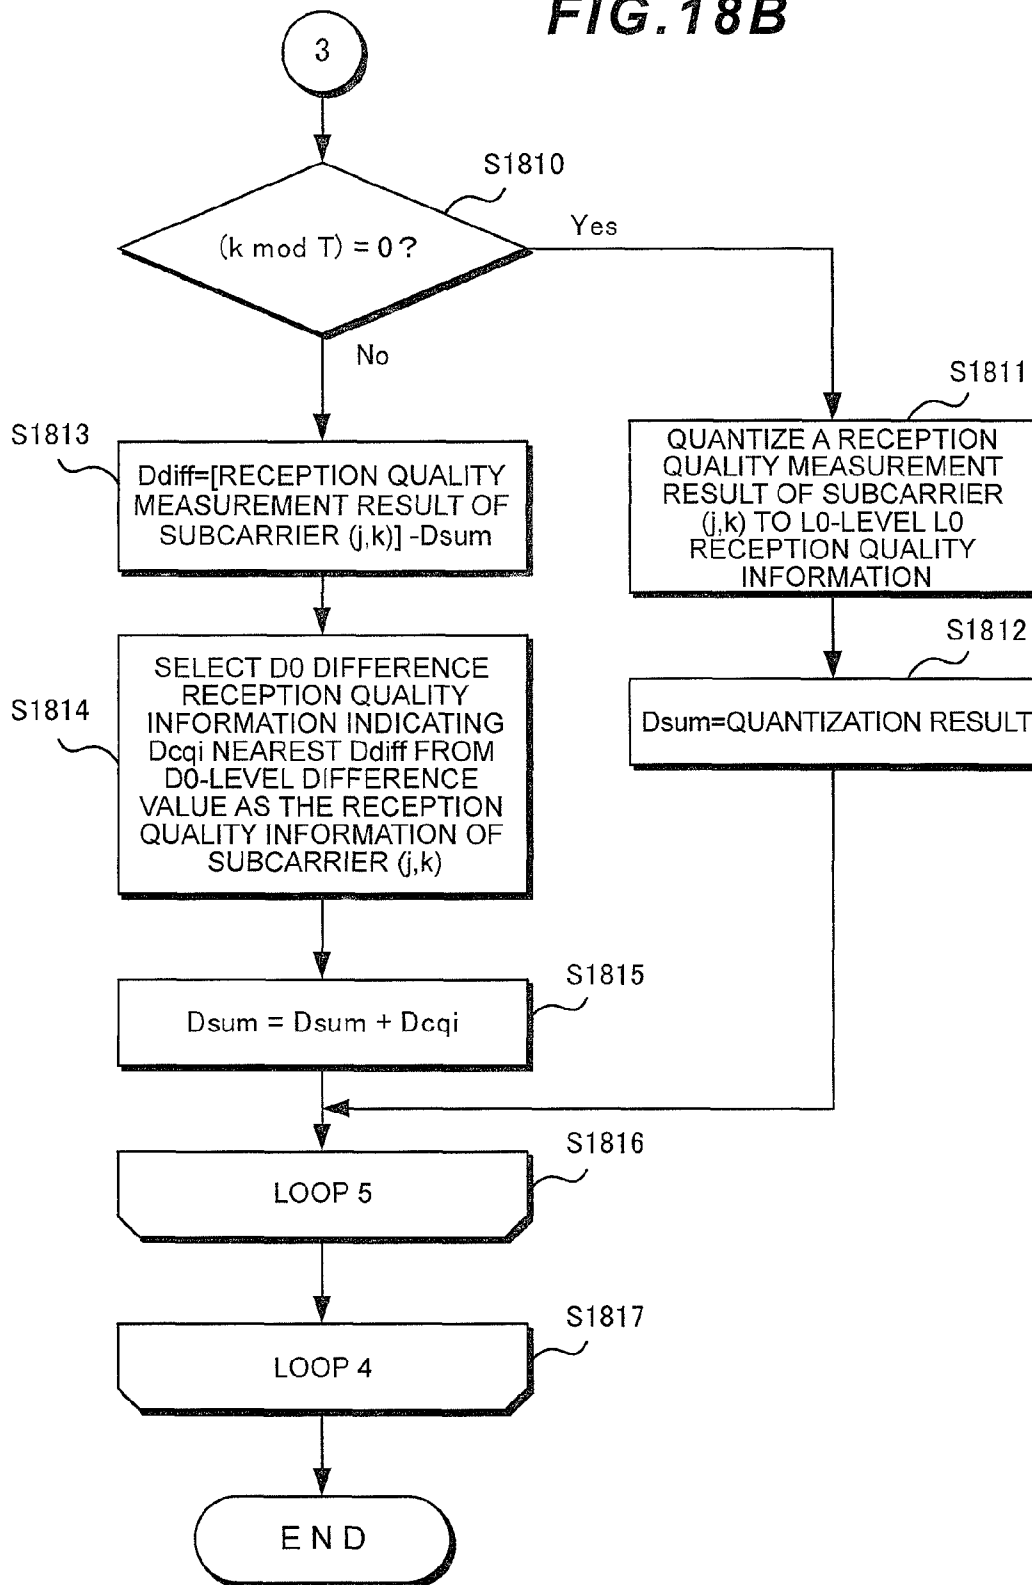 FIG.18B
3
S1810
(k mod T) = 0?
Yes
No
S1811
QUANTIZE A RECEPTION
QUALITY MEASUREMENT
RESULT OF SUBCARRIER
(j,k) TO L0-LEVEL L0
RECEPTION QUALITY
INFORMATION
S1813
Ddiff=[RECEPTION QUALITY
MEASUREMENT RESULT OF
SUBCARRIER (j,k)] -Dsum
S1812
Dsum=QUANTIZATION RESULT
S1814
SELECT D0 DIFFERENCE
RECEPTION QUALITY
INFORMATION INDICATING
Dcqi NEAREST Ddiff FROM
D0-LEVEL DIFFERENCE
VALUE AS THE RECEPTION
QUALITY INFORMATION OF
SUBCARRIER (j,k)
S1815
Dsum = Dsum + Dcqi
S1816
LOOP 5
S1817
LOOP 4
END